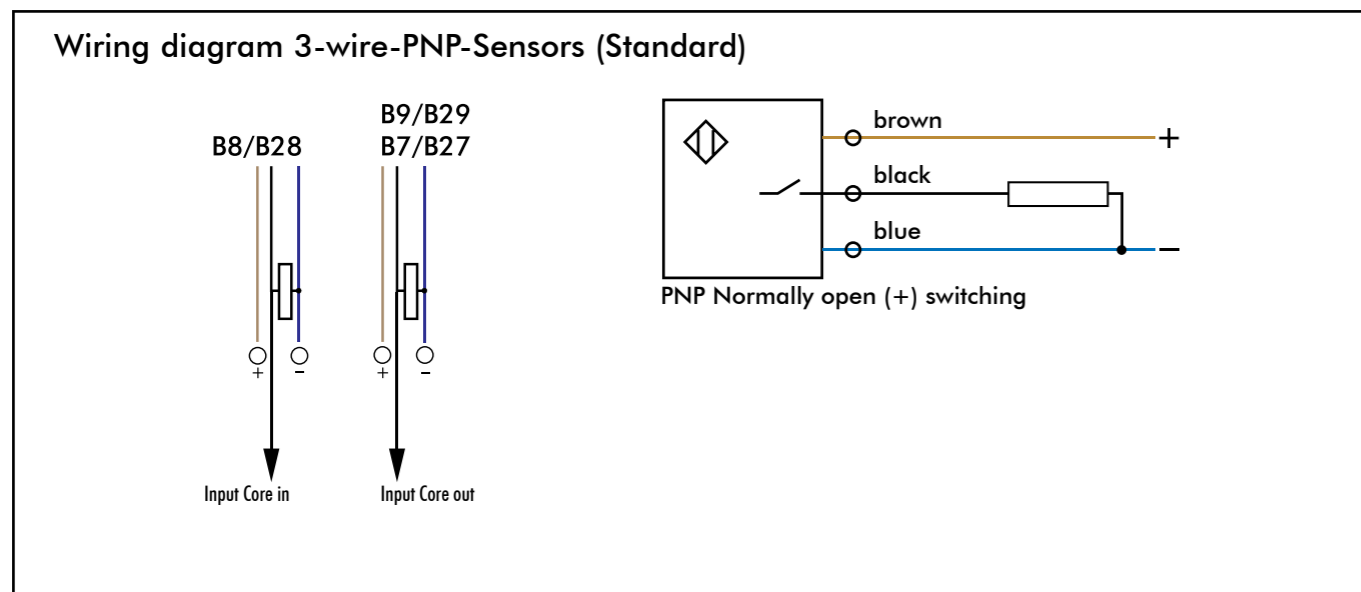 Wiring diagram 3-wire-PNP-Sensors (Standard)
B8/B28
B9/B29
B7/B27
+
-
+
-
Input Core in
Input Core out
brown
+
black
blue
−
PNP Normally open (+) switching